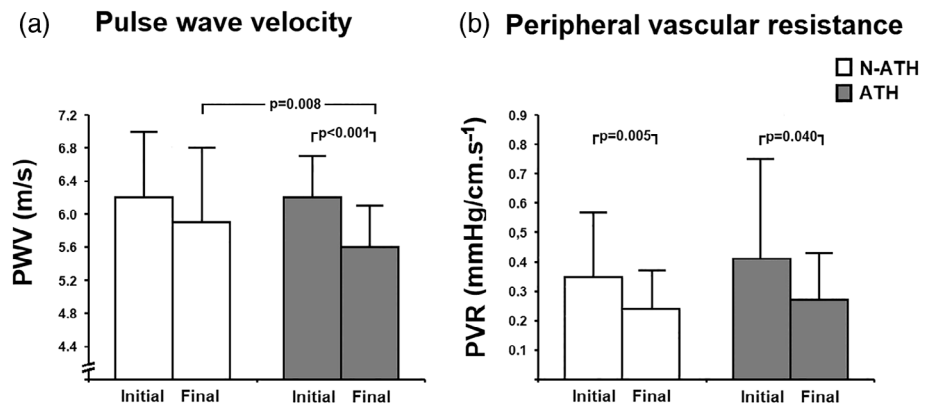 (a) Pulse wave velocity
p=0.008
p<0.001
7.2
6.8
6.4
6.0
5.6
5.2
4.8
4.4
PWV (m/s)
Initial Final Initial Final
(b) Peripheral vascular resistance
N-ATH
ATH
p=0.005
p=0.040
0.9
0.8
0.7
0.6
0,5
0.4
0.3
0.2
0.1
PVR (mmHg/cm.s⁻¹)
Initial Final Initial Final